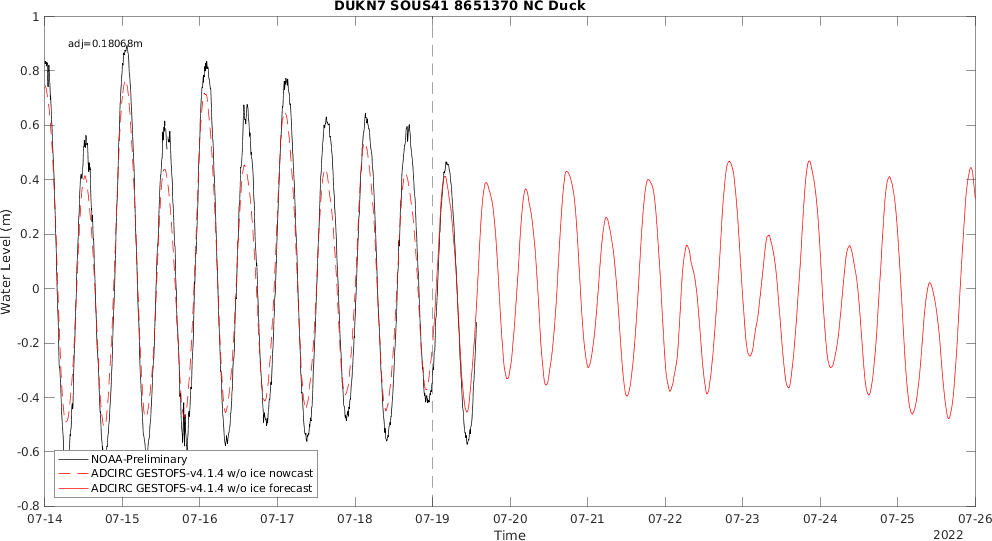 DUKN7 SOUS41 8651370 NC Duck
adj=0.18068m
Water Level (m)
1
0.8
0.6
0.4
0.2
0
-0.2
-0.4
-0.6
-0.8
NOAA-Preliminary
ADCIRC GESTOFS-v4.1.4 w/o ice nowcast
ADCIRC GESTOFS-v4.1.4 w/o ice forecast
07-14 07-15 07-16 07-17 07-18 07-19 07-20 07-21 07-22 07-23 07-24 07-25 07-26
Time
2022